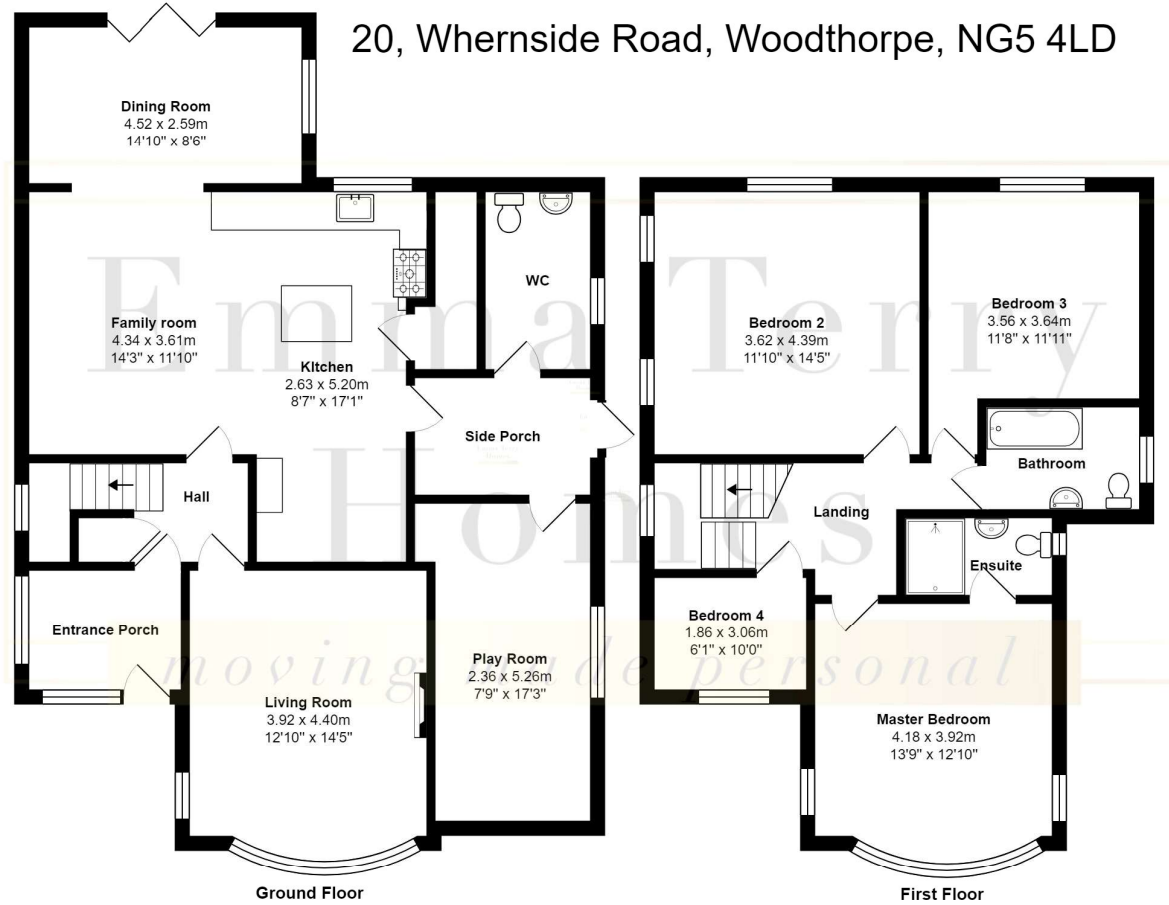 20, Whernside Road, Woodthorpe, NG5 4LD
Dining Room
4.52 x 2.59m
14'10" x 8'6"
Family room
4.34 x 3.61m
14'3" x 11'10"
KItchen
2.63 x 5.20m
8'7" x 17'1"
WC
Side Porch
Hall
Entrance Porch
Living Room
3.92 x 4.40m
12'10" x 14'5"
Play Room
2.36 x 5.26m
7'9" x 17'3"
Ground Floor
Bedroom 2
3.62 x 4.39m
11'10" x 14'5"
Bedroom 3
3.56 x 3.64m
11'8" x 11'11"
Bathroom
Landing
Ensuite
Bedroom 4
1.86 x 3.06m
6'1" x 10'0"
Master Bedroom
4.18 x 3.92m
13'9" x 12'10"
First Floor
Emma Terry
Homes
moving made personal